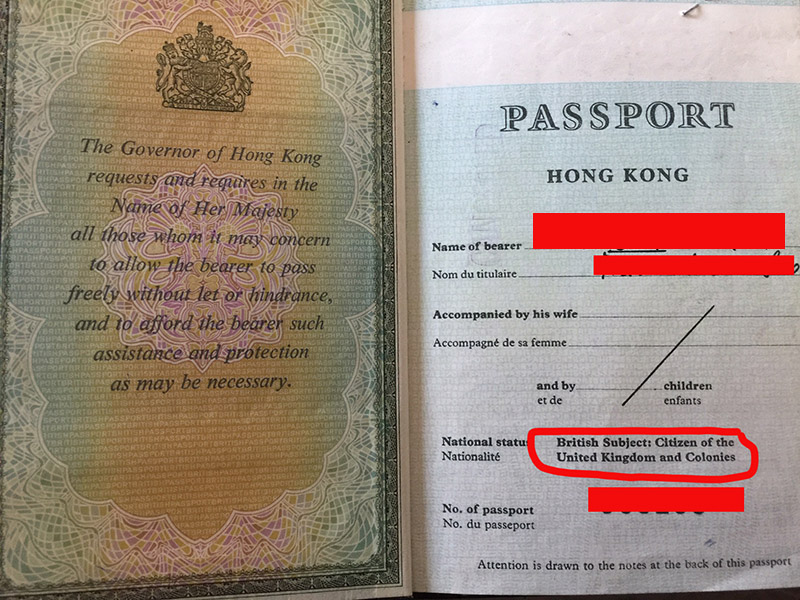 The Governor of Hong Kong
requests and requires in the
Name of Her Majesty
all those whom it may concern
to allow the bearer to pass
freely without let or hindrance,
and to afford the bearer such
assistance and protection
as may be necessary.
PASSPORT
HONG KONG
Name of bearer
Nom du titulaire
Accompanied by his wife
Accompagné de sa femme
and by children
et de enfants
National status British Subject: Citizen of the
Nationalité United Kingdom and Colonies
No. of passport
No. du passeport
Attention is drawn to the notes at the back of this passport